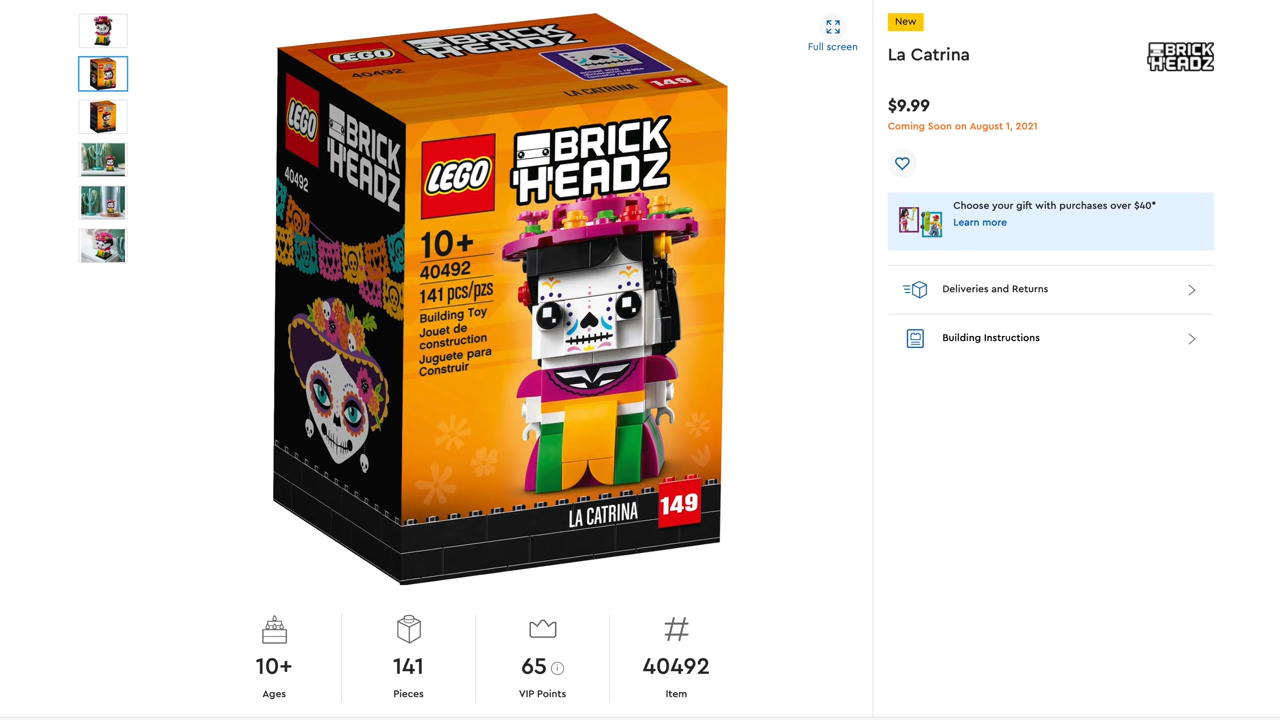 LEGO
BRICK
HEADZ
40492
LA CATRINA
149
LEGO
BRICK
HEADZ
40492
LEGO
BRICK
HEADZ
10+
40492
141 pcs/pzs
Building Toy
Jouet de
construction
Juguete para
Construir
LA CATRINA
149
Full screen
10+
Ages
141
Pieces
65
VIP Points
#
40492
Item
New
La Catrina
BRICK
HEADZ
$9.99
Coming Soon on August 1, 2021
Choose your gift with purchases over $40*
Learn more
Deliveries and Returns
Building Instructions